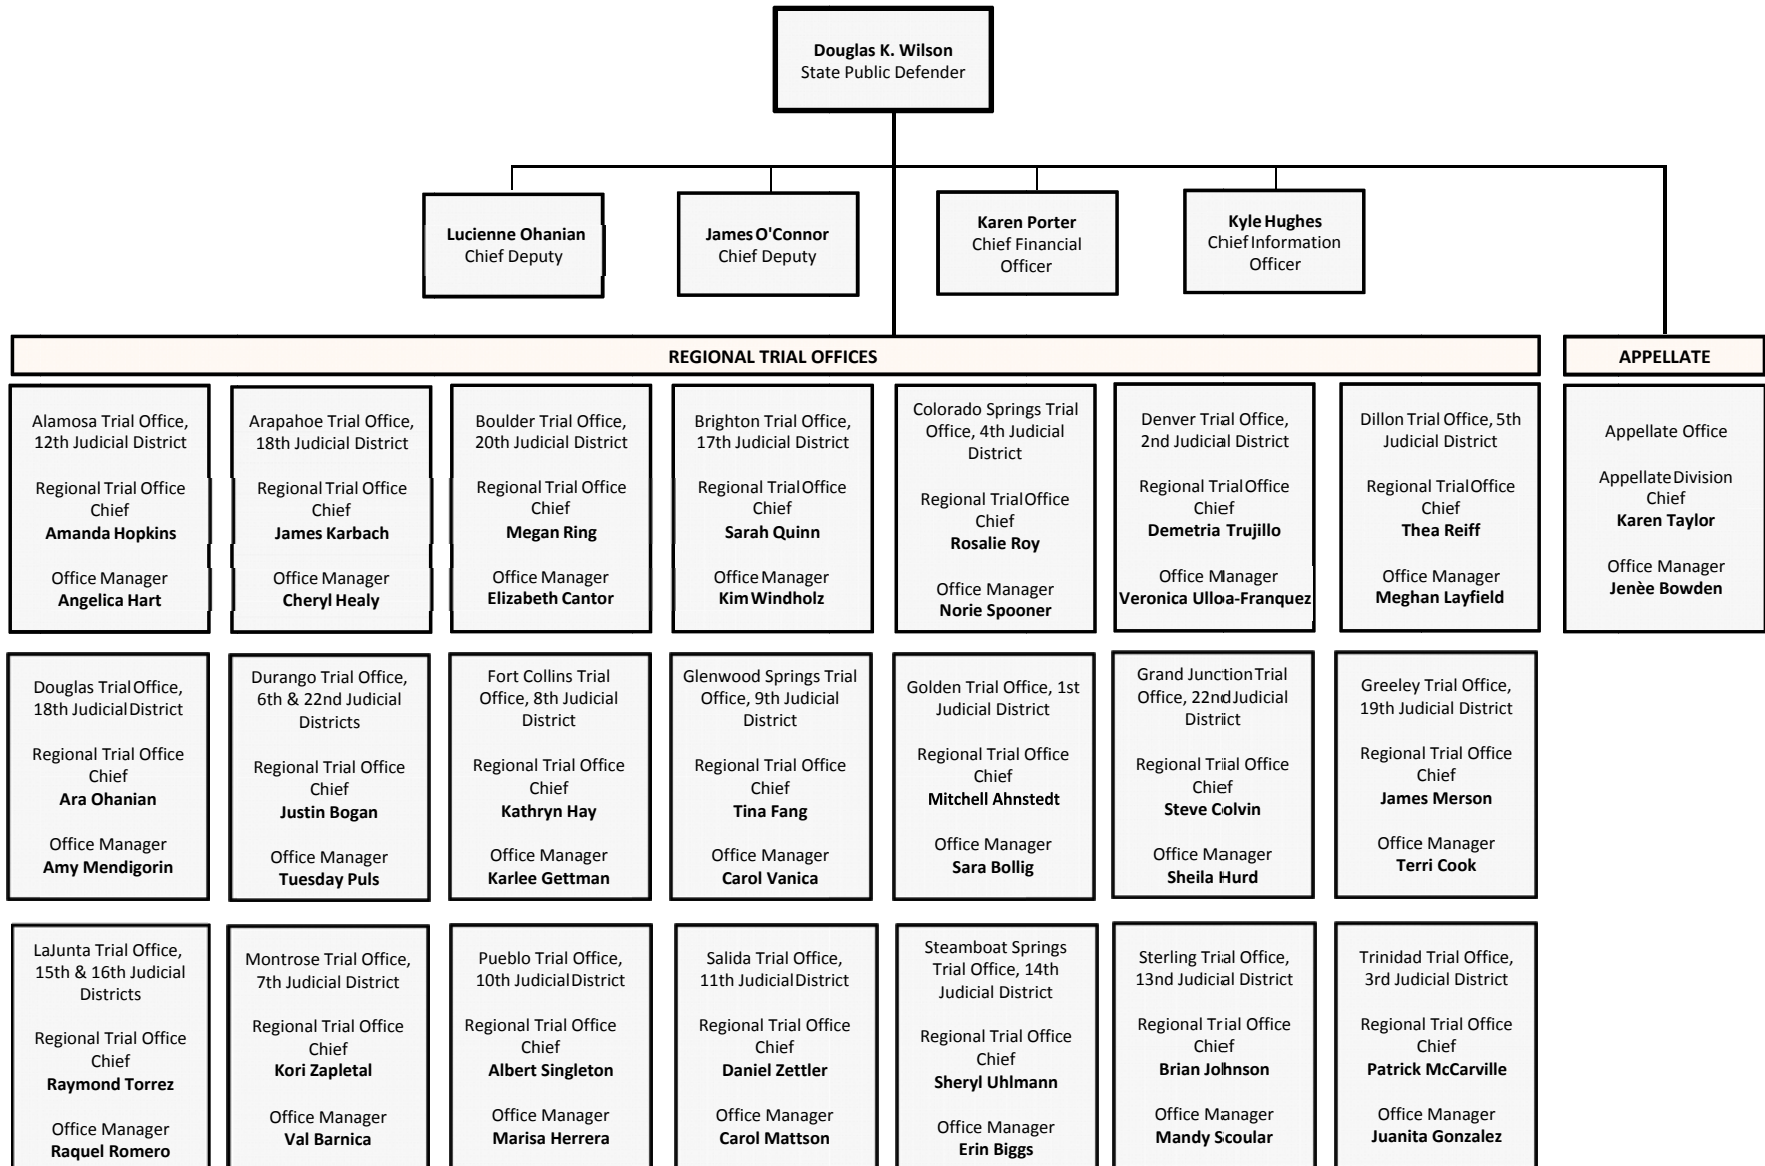 Douglas K. Wilson
State Public Defender
Lucienne Ohanian
Chief Deputy
James O'Connor
Chief Deputy
Karen Porter
Chief Financial
Officer
Kyle Hughes
Chief Information
Officer
REGIONAL TRIAL OFFICES
APPELLATE
Alamosa Trial Office,
12th Judicial District
Regional Trial Office
Chief
Amanda Hopkins
Office Manager
Angelica Hart
Arapahoe Trial Office,
18th Judicial District
Regional Trial Office
Chief
James Karbach
Office Manager
Cheryl Healy
Boulder Trial Office,
20th Judicial District
Regional Trial Office
Chief
Megan Ring
Office Manager
Elizabeth Cantor
Brighton Trial Office,
17th Judicial District
Regional Trial Office
Chief
Sarah Quinn
Office Manager
Kim Windholz
Colorado Springs Trial
Office, 4th Judicial
District
Regional Trial Office
Chief
Rosalie Roy
Office Manager
Norie Spooner
Denver Trial Office,
2nd Judicial District
Regional Trial Office
Chief
Demetria Trujillo
Office Manager
Veronica Ulloa-Franquez
Dillon Trial Office, 5th
Judicial District
Regional Trial Office
Chief
Thea Reiff
Office Manager
Meghan Layfield
Appellate Office
Appellate Division
Chief
Karen Taylor
Office Manager
Jenèe Bowden
Douglas Trial Office,
18th Judicial District
Regional Trial Office
Chief
Ara Ohanian
Office Manager
Amy Mendigorin
Durango Trial Office,
6th & 22nd Judicial
Districts
Regional Trial Office
Chief
Justin Bogan
Office Manager
Tuesday Puls
Fort Collins Trial
Office, 8th Judicial
District
Regional Trial Office
Chief
Kathryn Hay
Office Manager
Karlee Gettman
Glenwood Springs Trial
Office, 9th Judicial
District
Regional Trial Office
Chief
Tina Fang
Office Manager
Carol Vanica
Golden Trial Office, 1st
Judicial District
Regional Trial Office
Chief
Mitchell Ahnstedt
Office Manager
Sara Bollig
Grand Junction Trial
Office, 22nd Judicial
District
Regional Trial Office
Chief
Steve Colvin
Office Manager
Sheila Hurd
Greeley Trial Office,
19th Judicial District
Regional Trial Office
Chief
James Merson
Office Manager
Terri Cook
LaJunta Trial Office,
15th & 16th Judicial
Districts
Regional Trial Office
Chief
Raymond Torrez
Office Manager
Raquel Romero
Montrose Trial Office,
7th Judicial District
Regional Trial Office
Chief
Kori Zapletal
Office Manager
Val Barnica
Pueblo Trial Office,
10th Judicial District
Regional Trial Office
Chief
Albert Singleton
Office Manager
Marisa Herrera
Salida Trial Office,
11th Judicial District
Regional Trial Office
Chief
Daniel Zettler
Office Manager
Carol Mattson
Steamboat Springs
Trial Office, 14th
Judicial District
Regional Trial Office
Chief
Sheryl Uhlmann
Office Manager
Erin Biggs
Sterling Trial Office,
13nd Judicial District
Regional Trial Office
Chief
Brian Johnson
Office Manager
Mandy Scoular
Trinidad Trial Office,
3rd Judicial District
Regional Trial Office
Chief
Patrick McCarville
Office Manager
Juanita Gonzalez